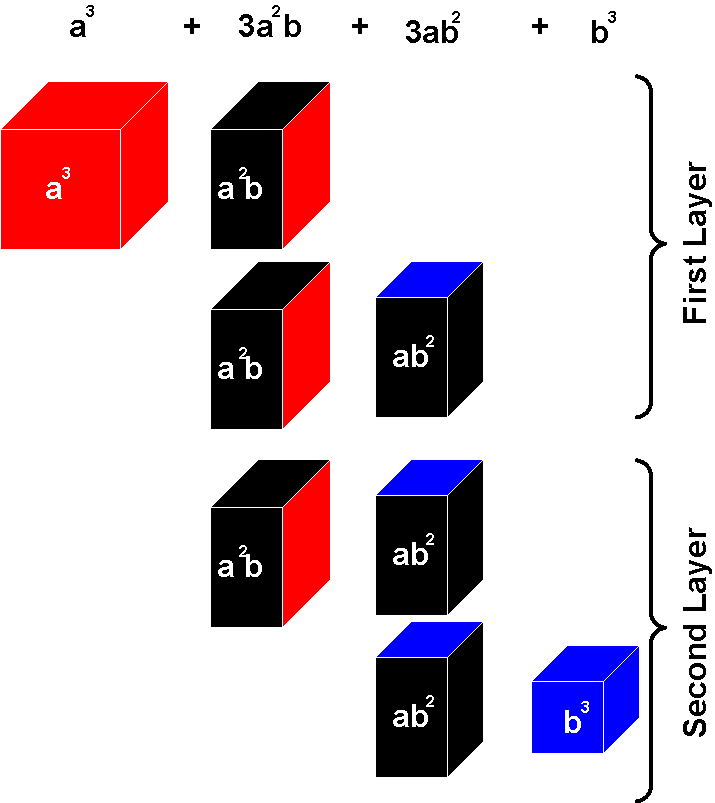 a³ + 3a²b + 3ab² + b³
a³
a²b
a²b
ab²
First Layer
a²b
ab²
ab²
b³
Second Layer